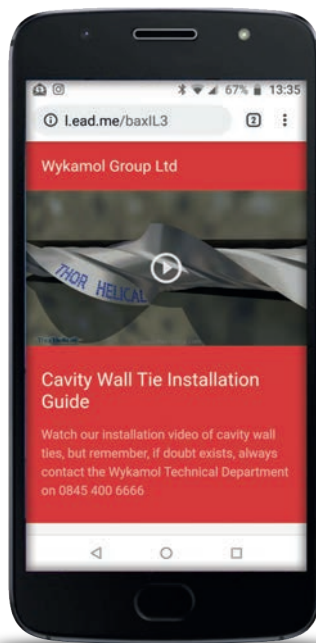 67% 13:35
l.ead.me/baxIL3 2
Wykamol Group Ltd
THOR HELICAL
Cavity Wall Tie Installation
Guide
Watch our installation video of cavity wall
ties, but remember, if doubt exists, always
contact the Wykamol Technical Department
on 0845 400 6666